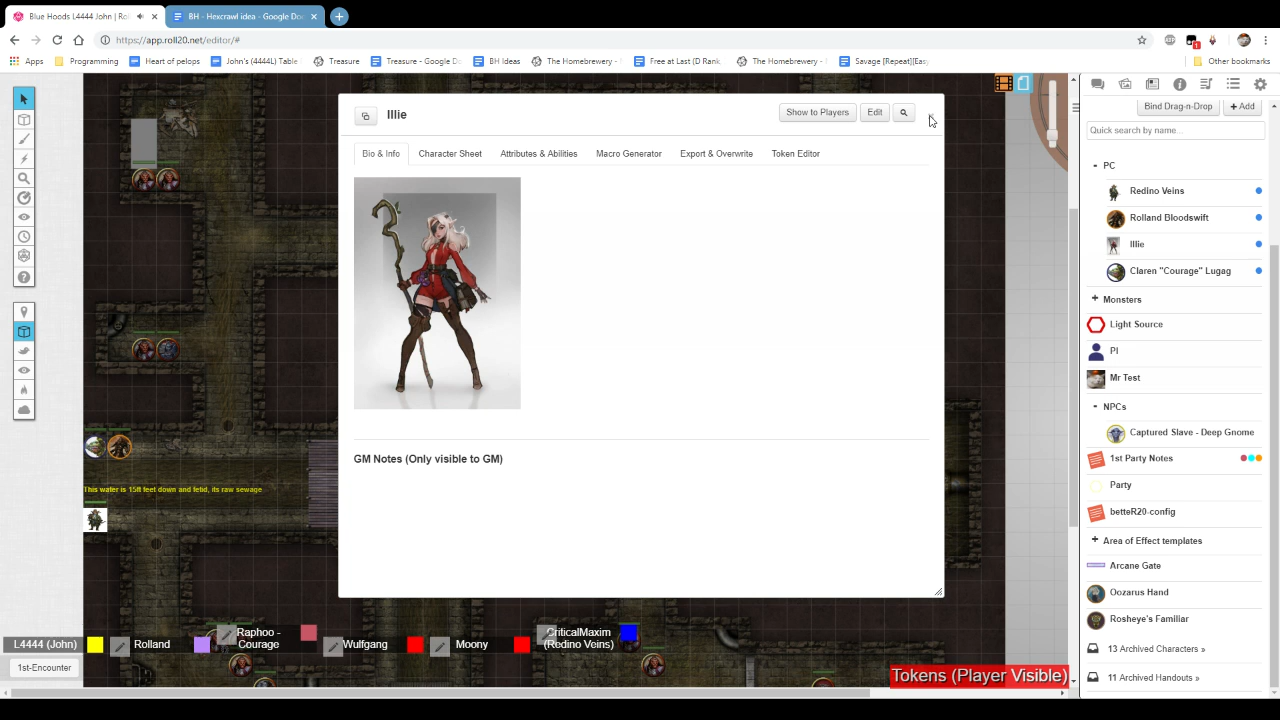 Blue Hoods L4444 John | Ro
BH - Hexcrawl idea - Google Doc
https://app.roll20.net/editor/#
Apps Programming Heart of pelops John's (4444L) Table Treasure Treasure - Google D BH Ideas The Homebrewery - Free at Last (D Rank, The Homebrewery - Savage [Repeat][Eas Other bookmarks
Illie
Show to Players Edit
Bio & Info Character Sheet Attributes & Abilities Macro Generator Export & Overwrite Token Editor
GM Notes (Only visible to GM)
This water is 15ft feet down and fetid, its raw sewage
L4444 (John)
Rolland
Raphoo -
Courage
Wulfgang
Moony
CriticalMaxim
(Redino Veins)
1st-Encounter
Tokens (Player Visible)
Bind Drag-n-Drop + Add
Quick search by name...
- PC
Redino Veins
Rolland Bloodswift
Illie
Claren "Courage" Lugag
+ Monsters
Light Source
PI
Mr Test
- NPCs
Captured Slave - Deep Gnome
1st Party Notes
Party
betteR20-config
+ Area of Effect templates
Arcane Gate
Oozarus Hand
Rosheye's Familiar
13 Archived Characters »
11 Archived Handouts »